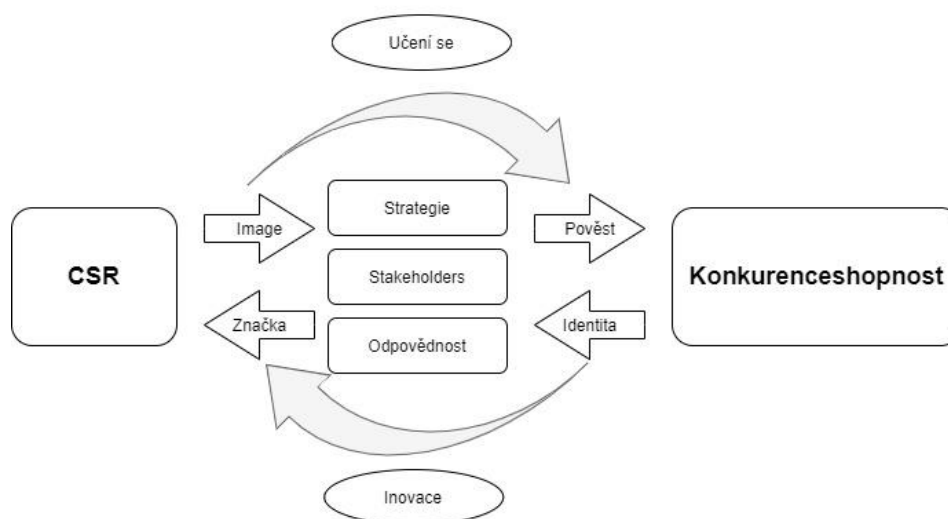 Učení se
Strategie
Image
Pověst
CSR
Stakeholders
Konkurenceshopnost
Značka
Identita
Odpovědnost
Inovace